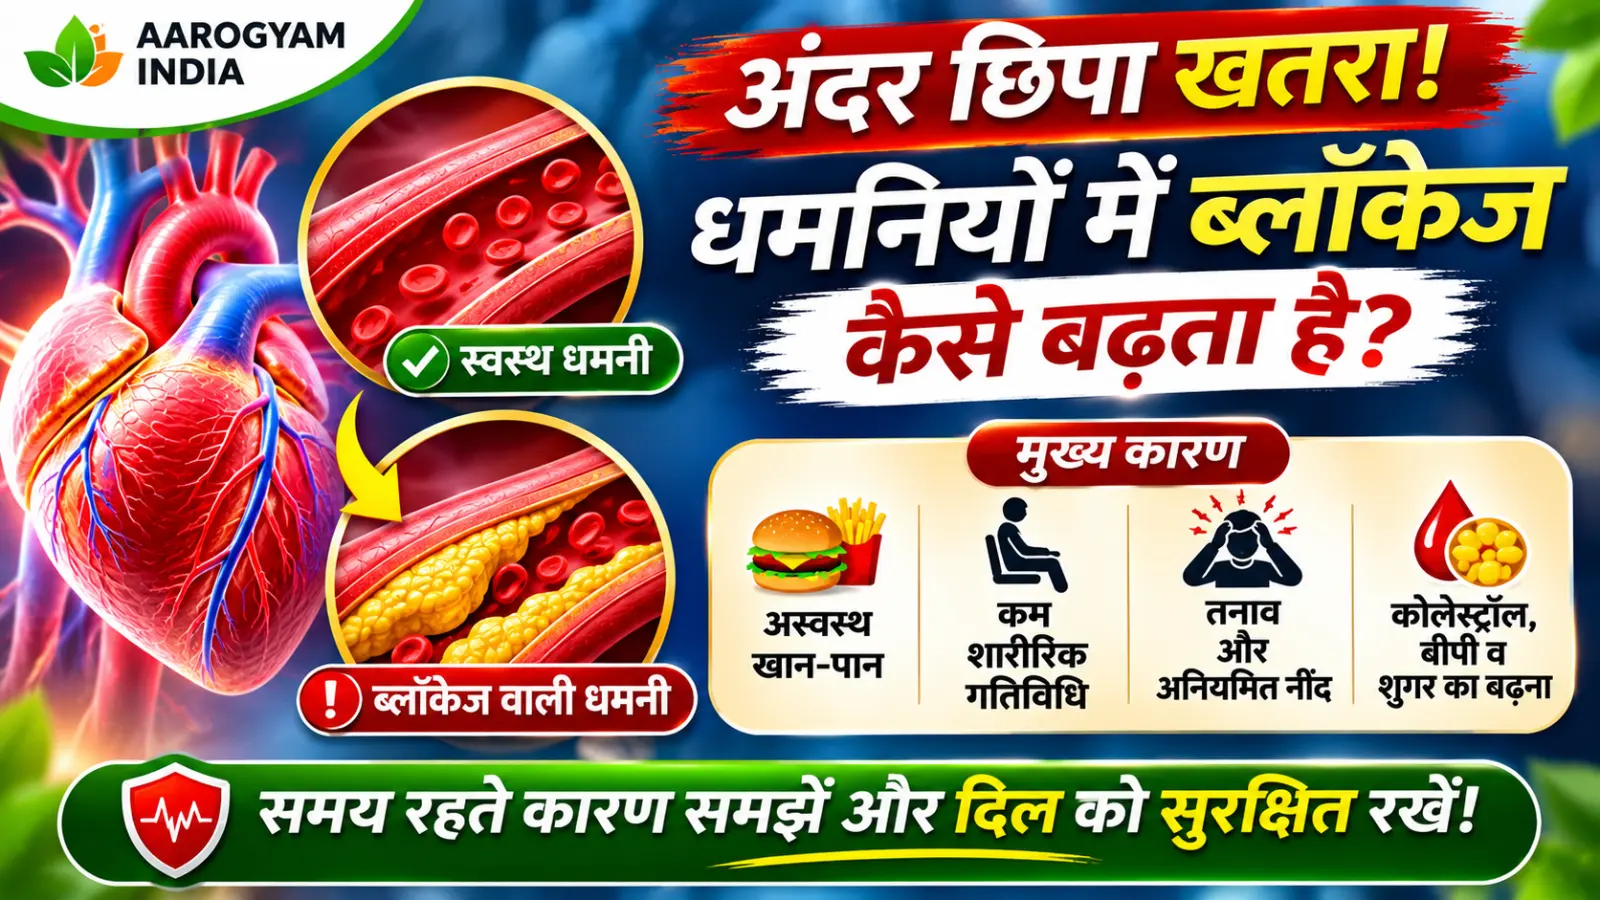 AAROGYAM
INDIA
अंदर छिपा खतरा!
धमनियों में ब्लॉकेज
कैसे बढ़ता है?
स्वस्थ धमनी
ब्लॉकेज वाली धमनी
मुख्य कारण
अस्वस्थ
खान-पान
कम
शारीरिक
गतिविधि
तनाव
और
अनियमित नींद
कोलेस्ट्रॉल,
बीपी व
शुगर का बढ़ना
समय रहते कारण समझें और दिल को सुरक्षित रखें!